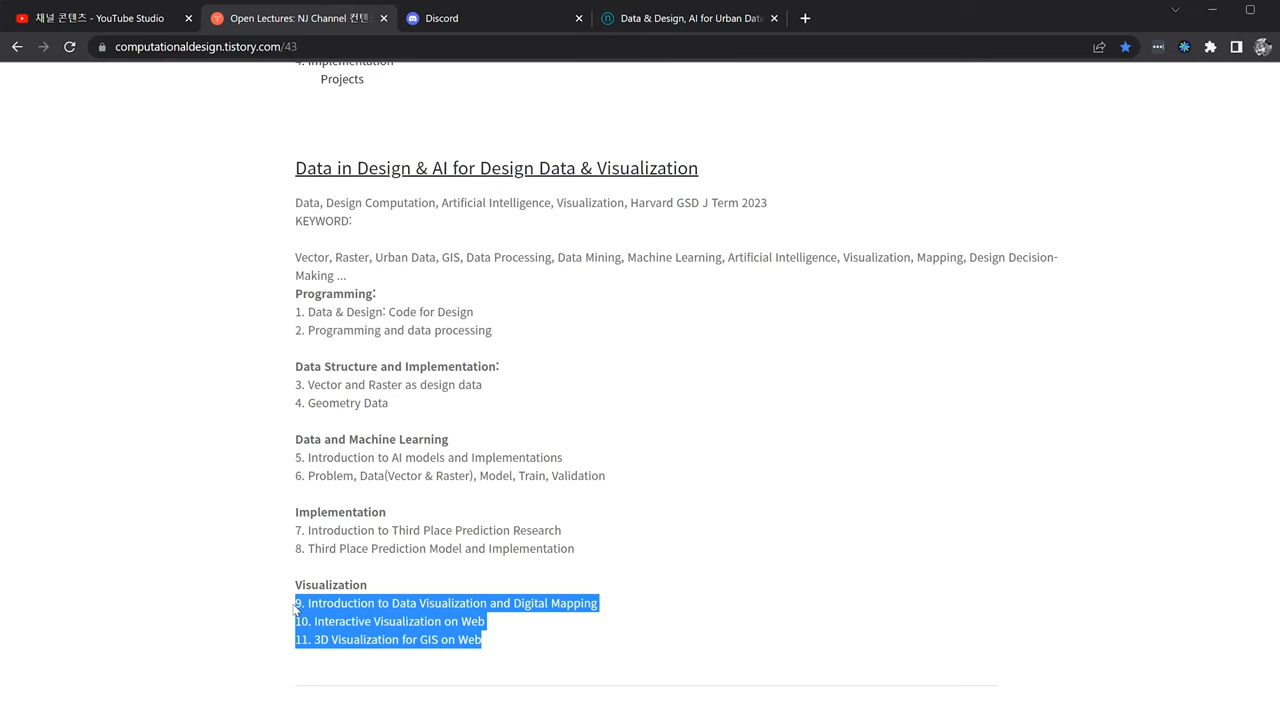 채널 콘텐츠 - YouTube Studio
Open Lectures: NJ Channel 컨텐
Discord
Data & Design, AI for Urban Dat
computationaldesign.tistory.com/43
4. Implementation
Projects
Data in Design & AI for Design Data & Visualization
Data, Design Computation, Artificial Intelligence, Visualization, Harvard GSD J Term 2023
KEYWORD:
Vector, Raster, Urban Data, GIS, Data Processing, Data Mining, Machine Learning, Artificial Intelligence, Visualization, Mapping, Design Decision-
Making ...
Programming:
1. Data & Design: Code for Design
2. Programming and data processing
Data Structure and Implementation:
3. Vector and Raster as design data
4. Geometry Data
Data and Machine Learning
5. Introduction to AI models and Implementations
6. Problem, Data(Vector & Raster), Model, Train, Validation
Implementation
7. Introduction to Third Place Prediction Research
8. Third Place Prediction Model and Implementation
Visualization
9. Introduction to Data Visualization and Digital Mapping
10. Interactive Visualization on Web
11. 3D Visualization for GIS on Web